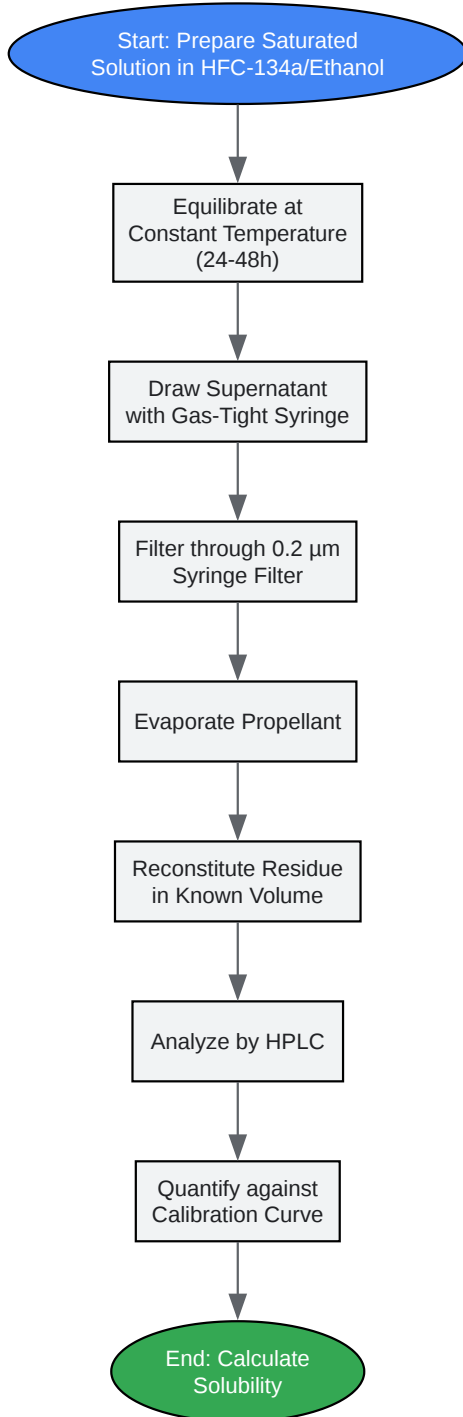 Start: Prepare Saturated
Solution in HFC-134a/Ethanol
Equilibrate at
Constant Temperature
(24-48h)
Draw Supernatant
with Gas-Tight Syringe
Filter through 0.2 µm
Syringe Filter
Evaporate Propellant
Reconstitute Residue
in Known Volume
Analyze by HPLC
Quantify against
Calibration Curve
End: Calculate
Solubility